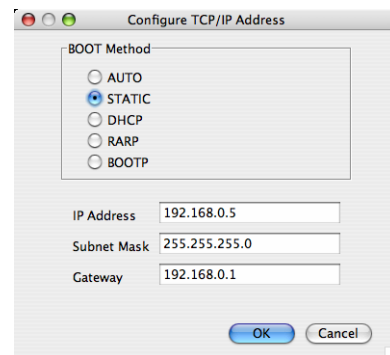 Configure TCP/IP Address
BOOT Method
AUTO
STATIC
DHCP
RARP
BOOTP
IP Address 192.168.0.5
Subnet Mask 255.255.255.0
Gateway 192.168.0.1
OK Cancel